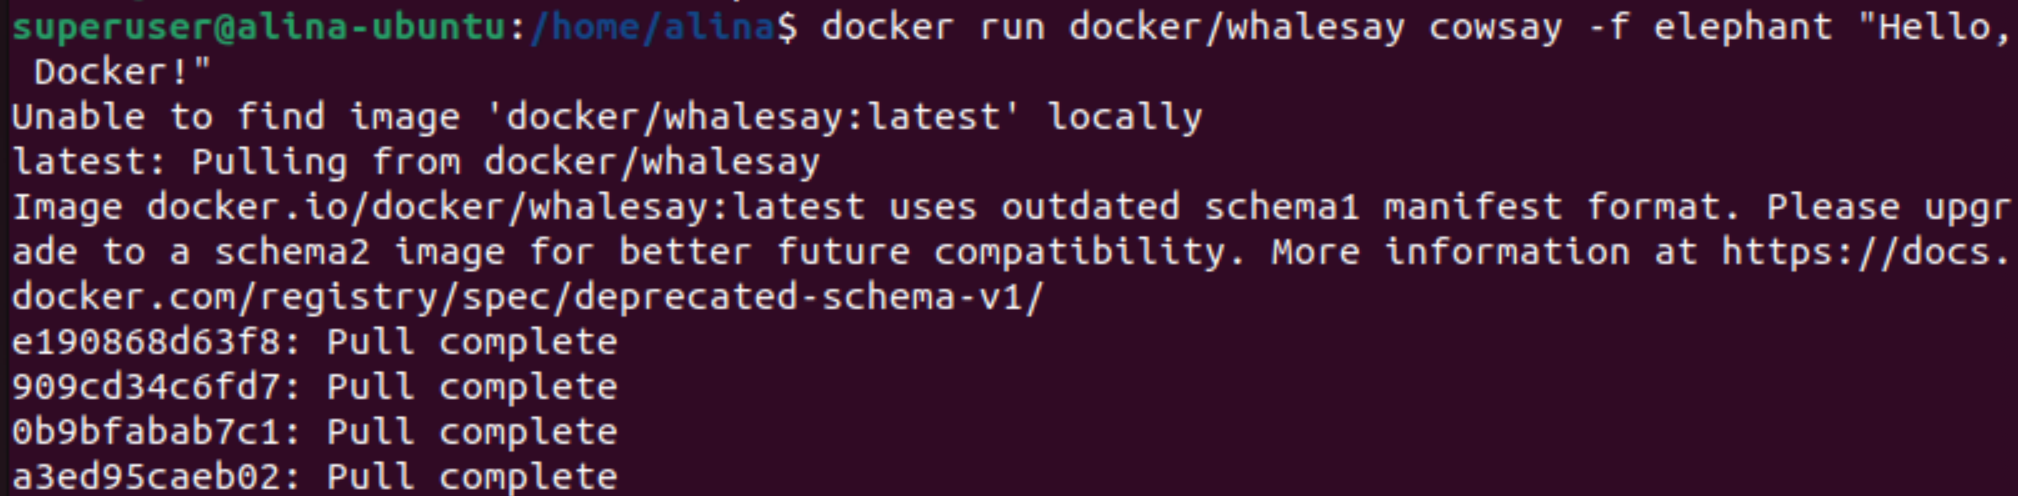 superuser@alina-ubuntu:/home/alina$ docker run docker/whalesay cowsay -f elephant "Hello,
 Docker!"
Unable to find image 'docker/whalesay:latest' locally
latest: Pulling from docker/whalesay
Image docker.io/docker/whalesay:latest uses outdated schema1 manifest format. Please upgr
ade to a schema2 image for better future compatibility. More information at https://docs.
docker.com/registry/spec/deprecated-schema-v1/
e190868d63f8: Pull complete
909cd34c6fd7: Pull complete
0b9bfabab7c1: Pull complete
a3ed95caeb02: Pull complete